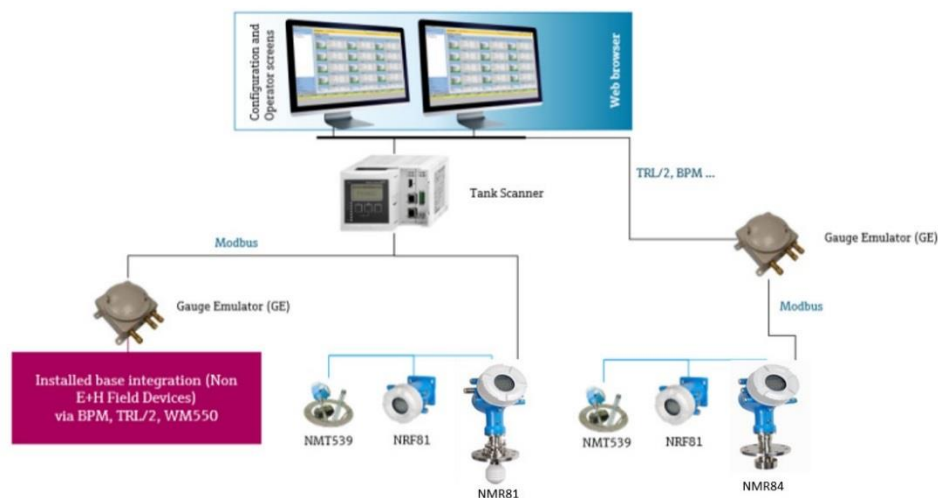 Configuration and
Operator screens
Web browser
TRL/2, BPM ...
Tank Scanner
Modbus
Gauge Emulator (GE)
Gauge Emulator (GE)
Modbus
Installed base integration (Non
E+H Field Devices)
via BPM, TRL/2, WM550
NMT539
NRF81
NMR81
NMT539
NRF81
NMR84